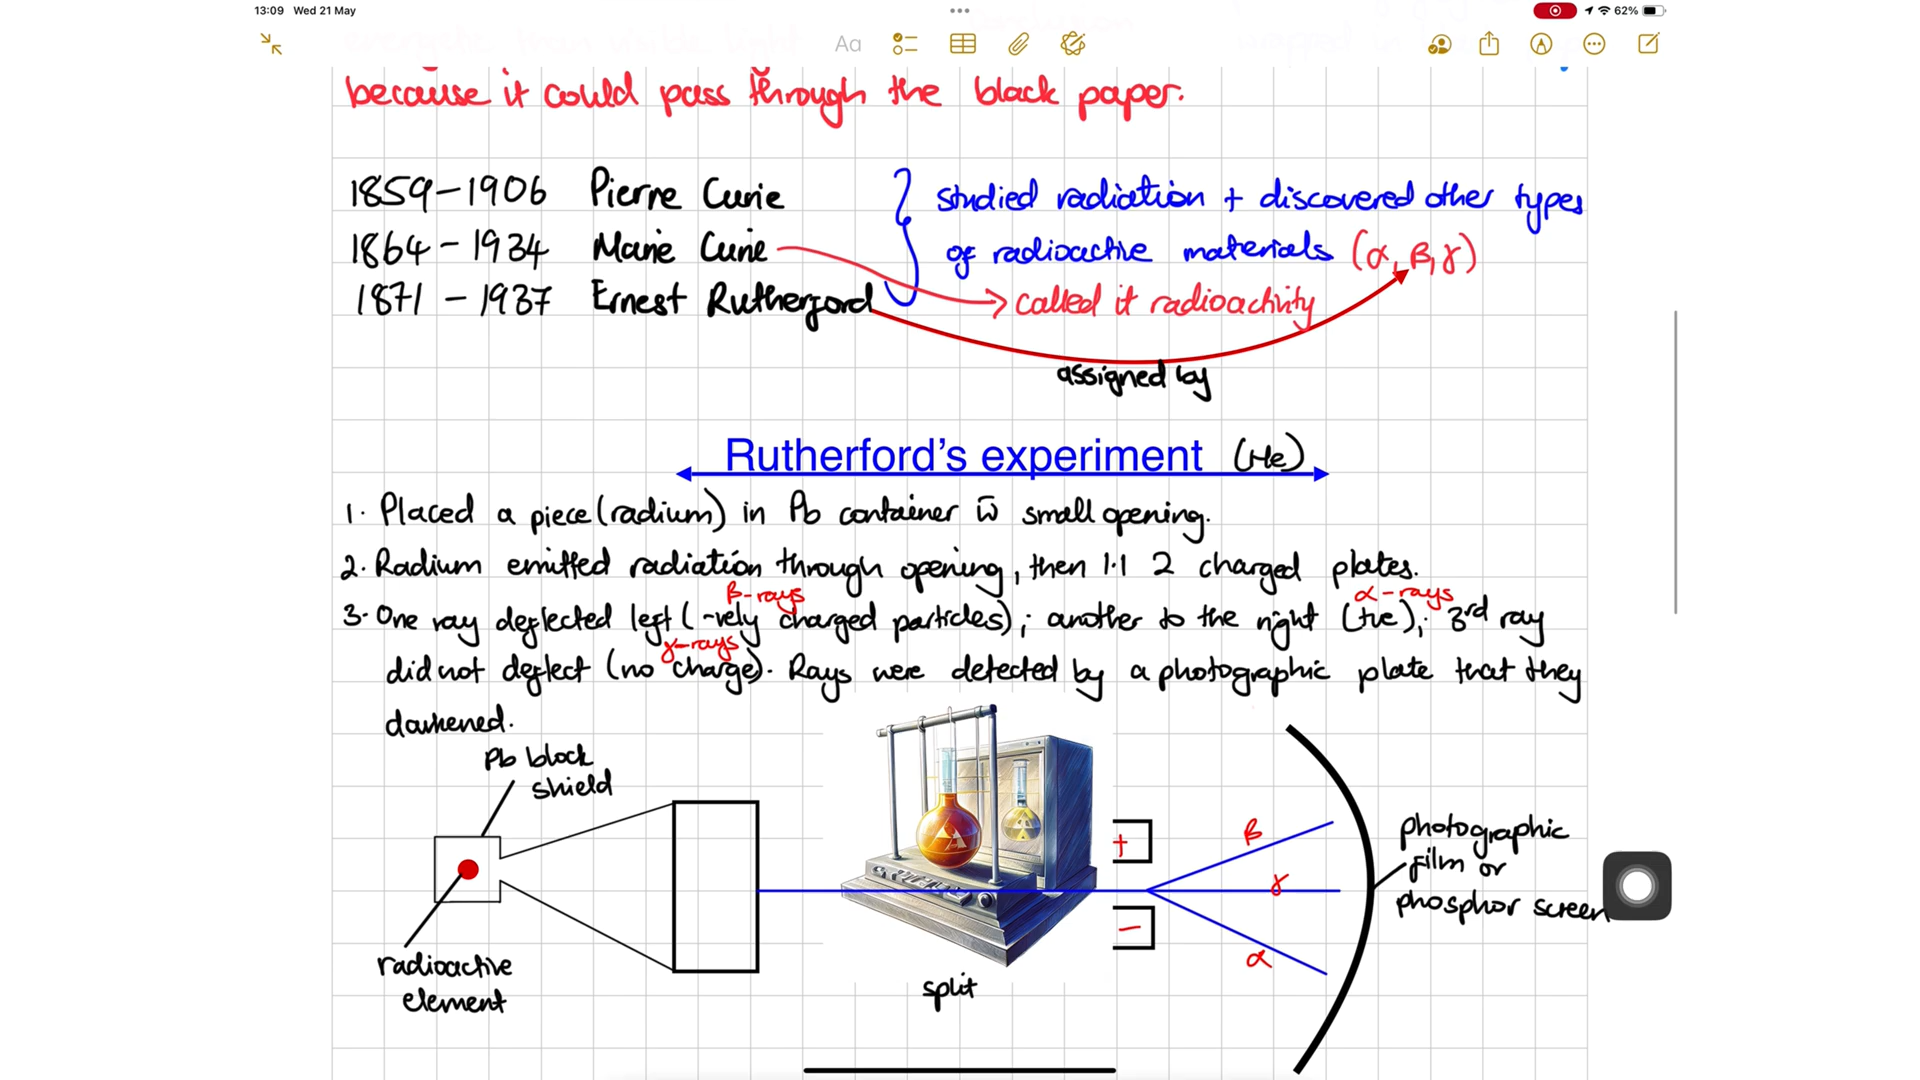 13:09 Wed 21 May
62%
Aa
because it could pass through the black paper.
1859-1906 Pierre Curie
1864-1934 Marie Curie
1871-1937 Ernest Rutherford
studied radiation + discovered other types
of radioactive materials (α, β, γ)
called it radioactivity
assigned by
Rutherford's experiment (He)
1. Placed a piece (radium) in Pb container w̄ small opening.
2. Radium emitted radiation through opening, then 1.1 2 charged plates.
β-rays α-rays
3. One ray deflected left (-vely charged particles); another to the right (+ve); 3rd ray
γ-rays
did not deflect (no charge). Rays were detected by a photographic plate that they
darkened.
Pb block
shield
radioactive
element
split
+
-
β
γ
α
photographic
film or
phosphor screen